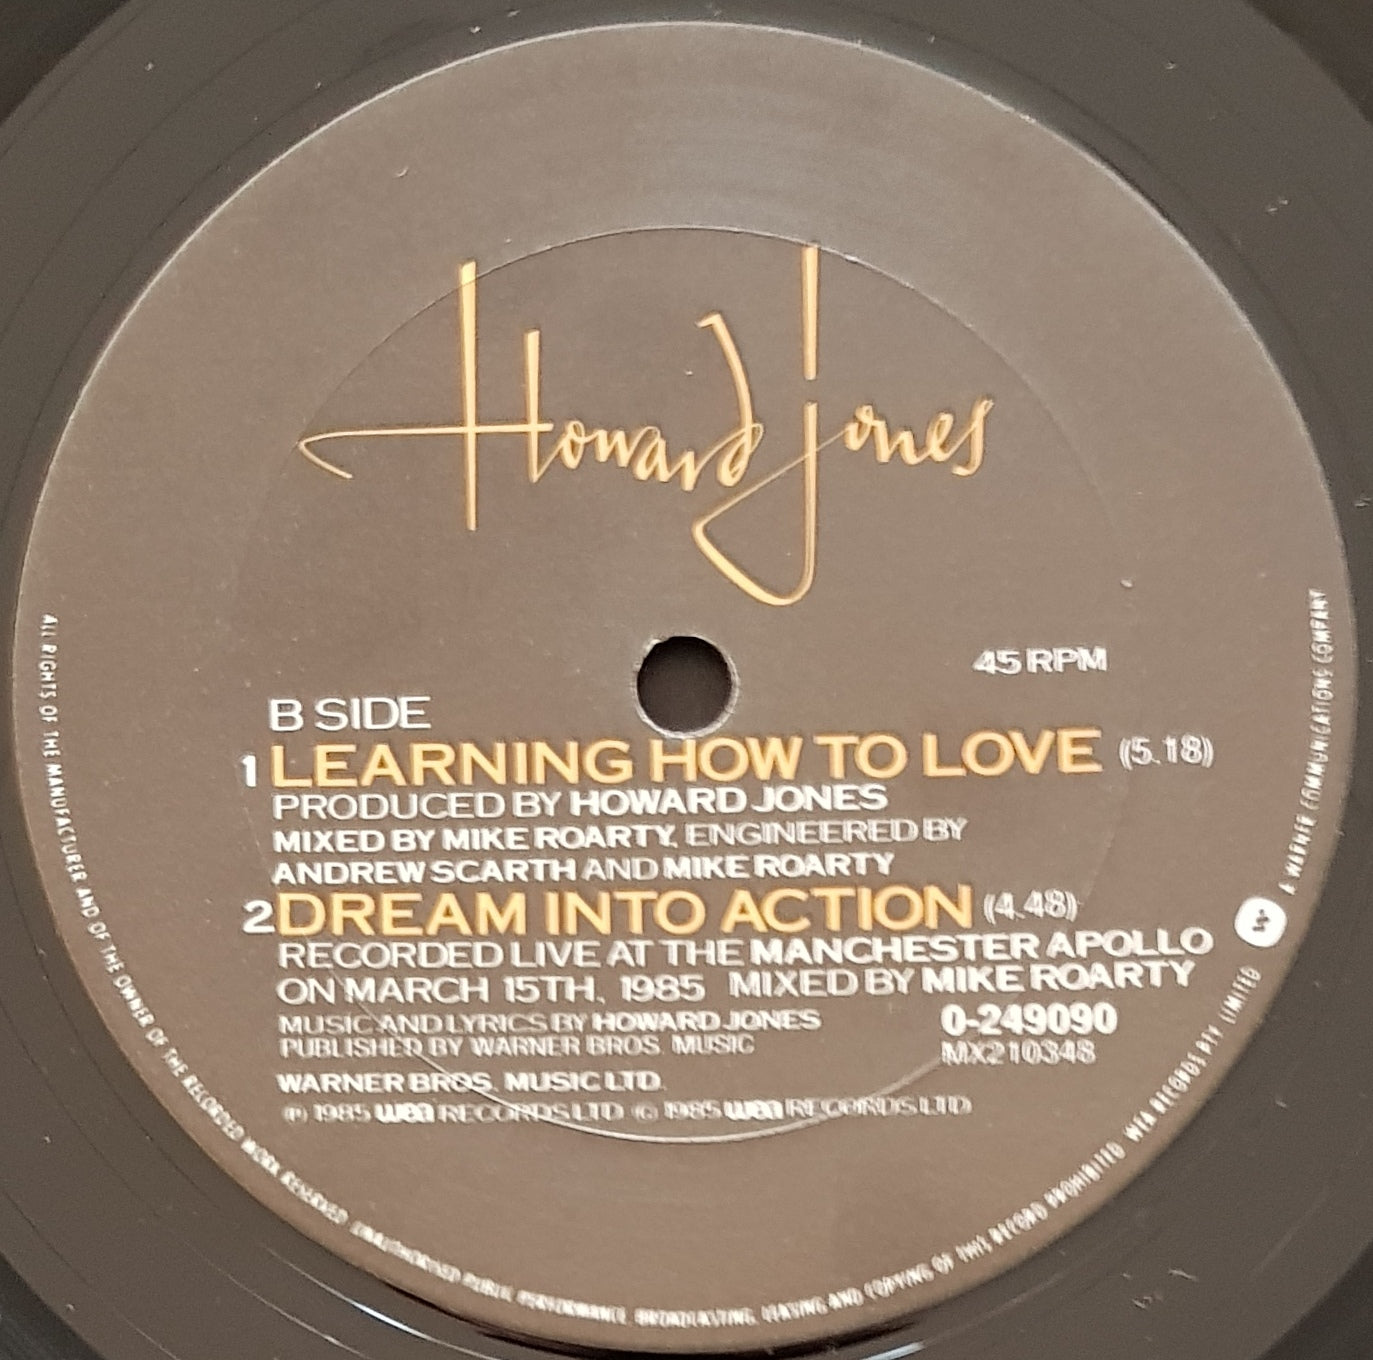 Howard Jones
45 RPM
B SIDE
1 LEARNING HOW TO LOVE (5.18)
PRODUCED BY HOWARD JONES
MIXED BY MIKE ROARTY, ENGINEERED BY
ANDREW SCARTH AND MIKE ROARTY
2 DREAM INTO ACTION (4.48)
RECORDED LIVE AT THE MANCHESTER APOLLO
ON MARCH 15TH, 1985 MIXED BY MIKE ROARTY
MUSIC AND LYRICS BY HOWARD JONES 0-249090
PUBLISHED BY WARNER BROS. MUSIC MX210348
WARNER BROS. MUSIC LTD.
℗ 1985 wea RECORDS LTD © 1985 wea RECORDS LTD
ALL RIGHTS OF THE MANUFACTURER AND OF THE OWNER OF THE RECORDED WORK RESERVED. UNAUTHORISED PUBLIC PERFORMANCE, BROADCASTING, LEASING AND COPYING OF THIS RECORD PROHIBITED. WEA RECORDS PTY. LIMITED A WARNER COMMUNICATIONS COMPANY